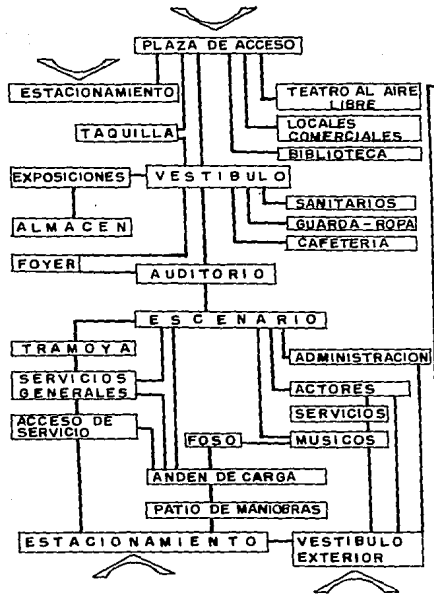 PLAZA DE ACCESO
ESTACIONAMIENTO
TEATRO AL AIRE
LIBRE
TAQUILLA
LOCALES
COMERCIALES
BIBLIOTECA
EXPOSICIONES
VESTIBULO
SANITARIOS
ALMACEN
GUARDA-ROPA
CAFETERIA
FOYER
AUDITORIO
ESCENARIO
TRAMOYA
ADMINISTRACION
SERVICIOS
GENERALES
ACTORES
SERVICIOS
ACCESO DE
SERVICIO
FOSO
MUSICOS
ANDEN DE CARGA
PATIO DE MANIOBRAS
ESTACIONAMIENTO
VESTIBULO
EXTERIOR